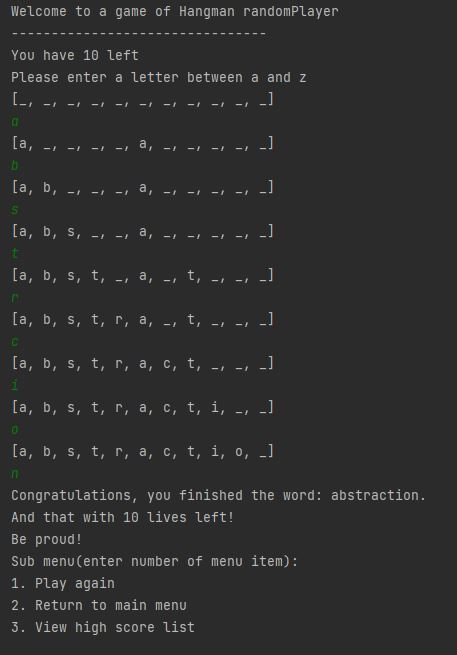 Welcome to a game of Hangman randomPlayer
-------------------------------
You have 10 left
Please enter a letter between a and z
[_, _, _, _, _, _, _, _, _, _, _]
a
[a, _, _, _, _, a, _, _, _, _, _]
b
[a, b, _, _, _, a, _, _, _, _, _]
s
[a, b, s, _, _, a, _, _, _, _, _]
t
[a, b, s, t, _, a, _, t, _, _, _]
r
[a, b, s, t, r, a, _, t, _, _, _]
c
[a, b, s, t, r, a, c, t, _, _, _]
i
[a, b, s, t, r, a, c, t, i, _, _]
o
[a, b, s, t, r, a, c, t, i, o, _]
n
Congratulations, you finished the word: abstraction.
And that with 10 lives left!
Be proud!
Sub menu(enter number of menu item):
1. Play again
2. Return to main menu
3. View high score list